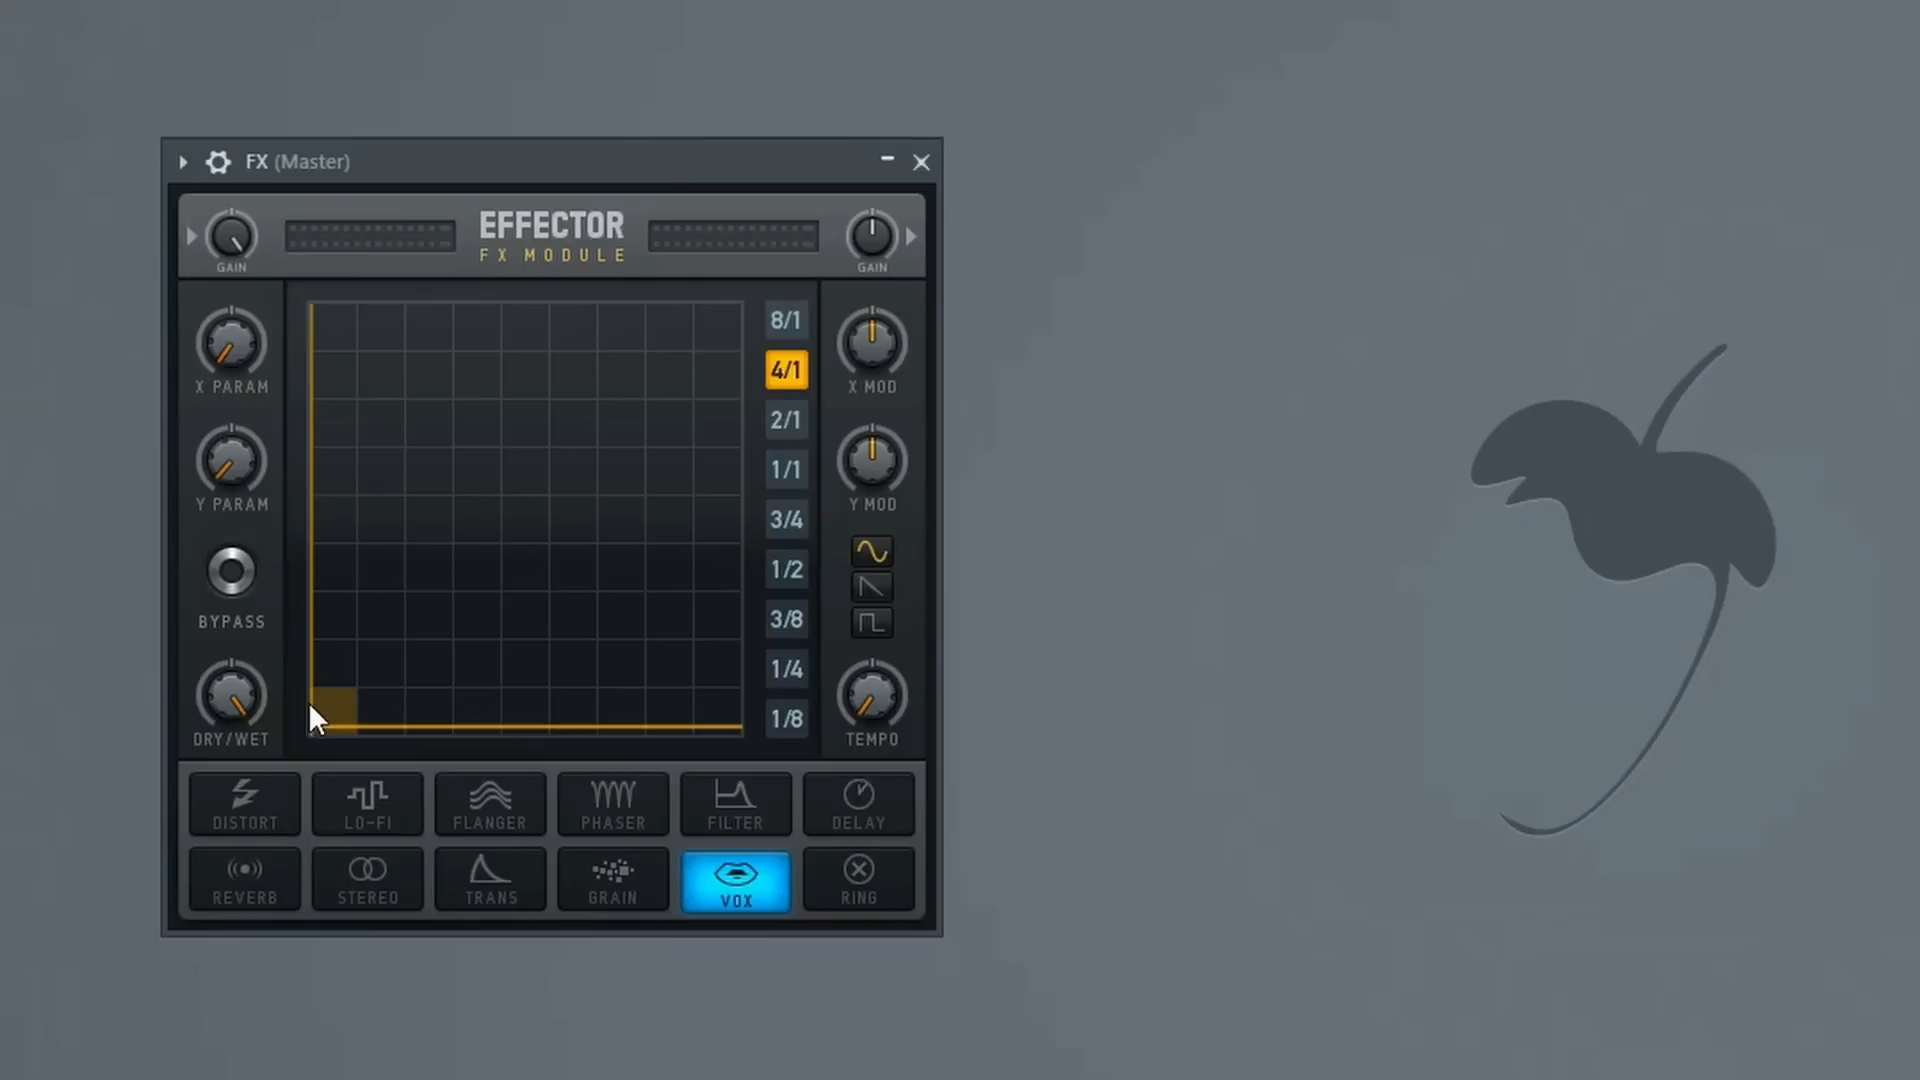 FX (Master)
EFFECTOR
FX MODULE
GAIN
GAIN
X PARAM
Y PARAM
BYPASS
DRY/WET
8/1
4/1
2/1
1/1
3/4
1/2
3/8
1/4
1/8
X MOD
Y MOD
TEMPO
DISTORT
LO-FI
FLANGER
PHASER
FILTER
DELAY
REVERB
STEREO
TRANS
GRAIN
VOX
RING